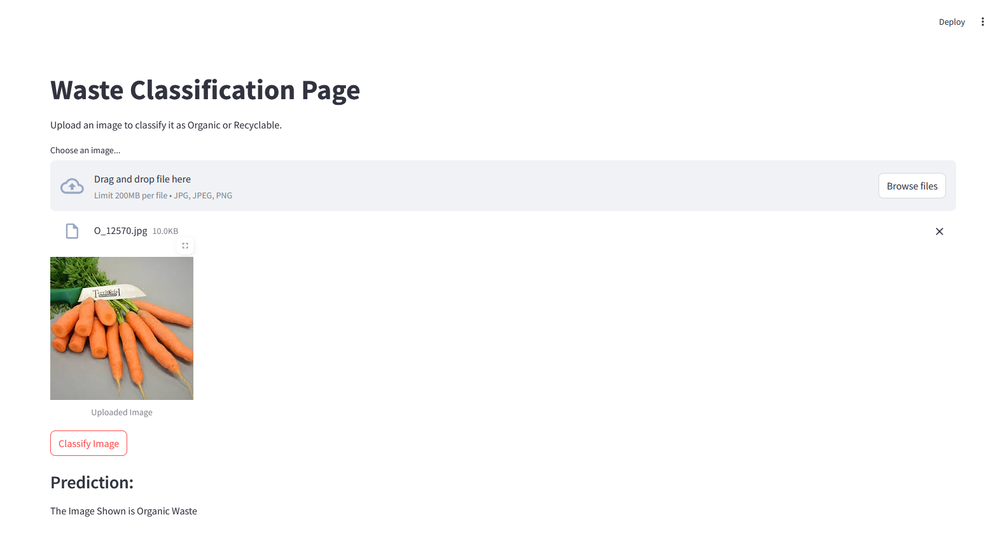 Deploy
Waste Classification Page
Upload an image to classify it as Organic or Recyclable.
Choose an image...
Drag and drop file here
Limit 200MB per file • JPG, JPEG, PNG
Browse files
O_12570.jpg 10.0KB
Territorial
Uploaded Image
Classify Image
Prediction:
The Image Shown is Organic Waste